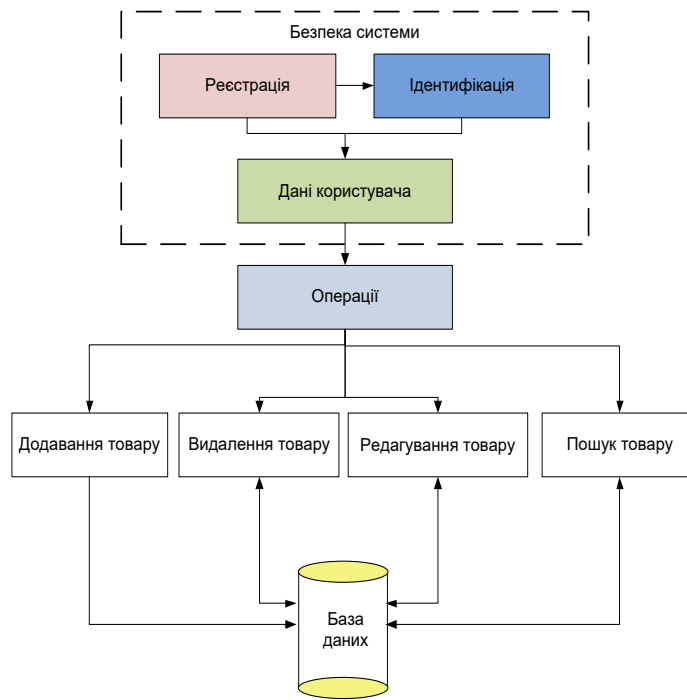 Безпека системи
Реєстрація
Ідентифікація
Дані користувача
Операції
Додавання товару
Видалення товару
Редагування товару
Пошук товару
База
даних